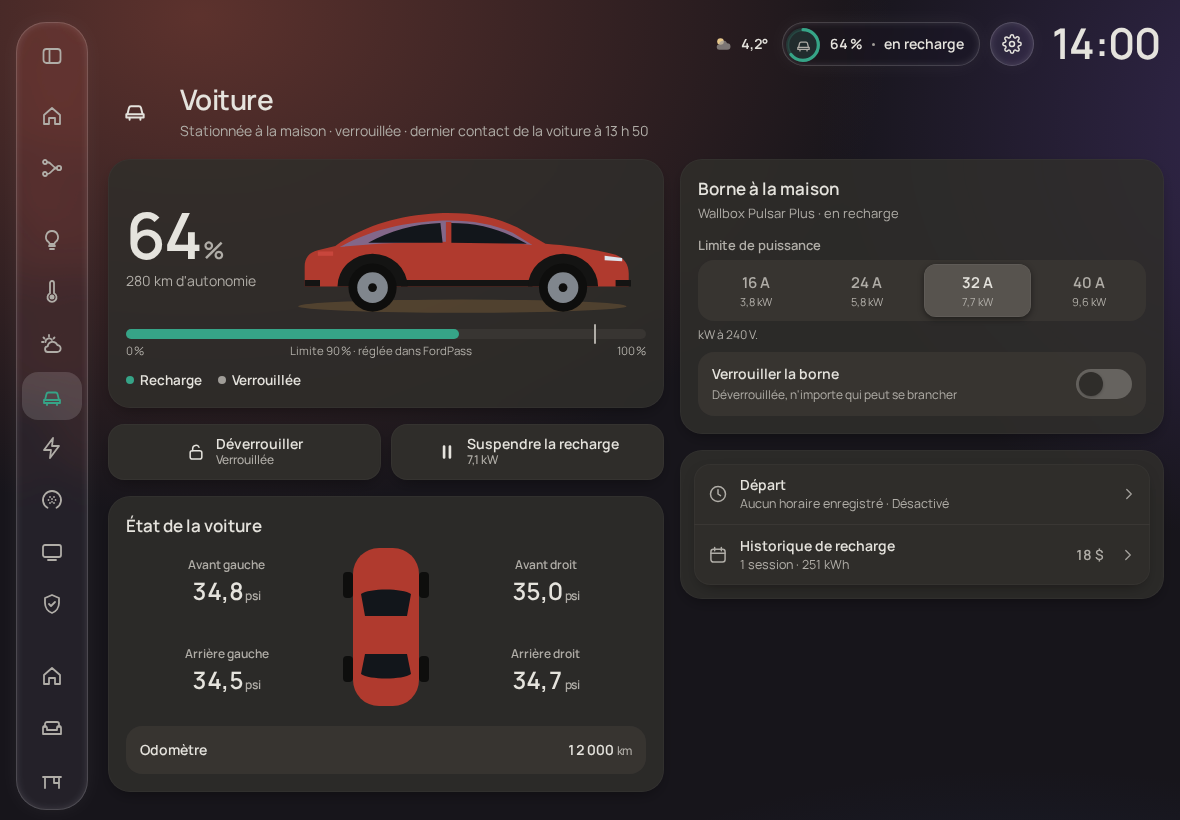 4,2°
64 % · en recharge
14:00
Voiture
Stationnée à la maison · verrouillée · dernier contact de la voiture à 13 h 50
64 %
280 km d'autonomie
0 %
Limite 90 % · réglée dans FordPass
100 %
Recharge
Verrouillée
Déverrouiller
Verrouillée
Suspendre la recharge
7,1 kW
État de la voiture
Avant gauche
34,8 psi
Avant droit
35,0 psi
Arrière gauche
34,5 psi
Arrière droit
34,7 psi
Odomètre
12 000 km
Borne à la maison
Wallbox Pulsar Plus · en recharge
Limite de puissance
16 A
3,8 kW
24 A
5,8 kW
32 A
7,7 kW
40 A
9,6 kW
kW à 240 V.
Verrouiller la borne
Déverrouillée, n'importe qui peut se brancher
Départ
Aucun horaire enregistré · Désactivé
Historique de recharge
1 session · 251 kWh
18 $